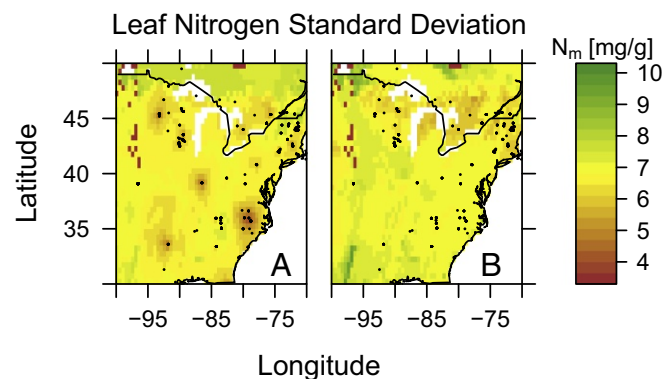 Leaf Nitrogen Standard Deviation
Nm [mg/g]
Latitude
45
40
35
A
B
10
9
8
7
6
5
4
−95 −85 −75
−95 −85 −75
Longitude